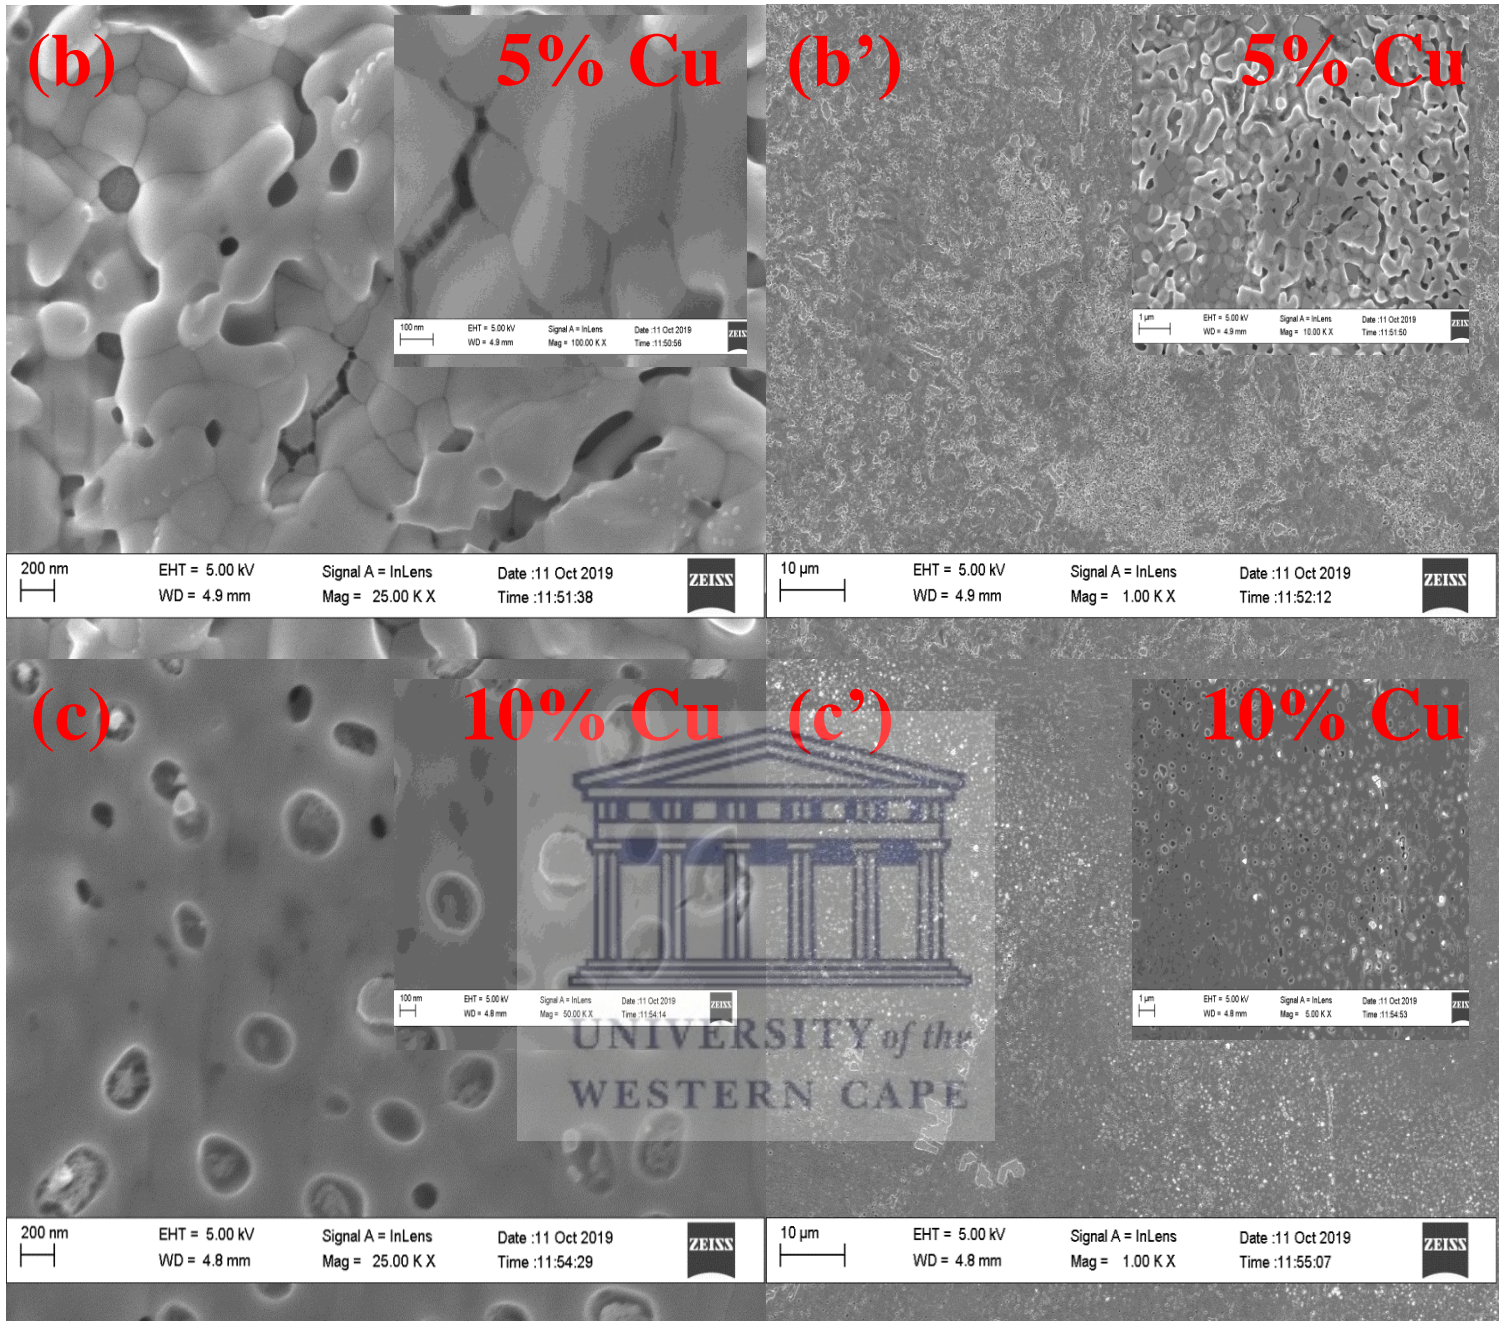 (b)
5% Cu
100 nm
EHT = 5.00 kV
Signal A = InLens
Date :11 Oct 2019
WD = 4.9 mm
Mag = 100.00 K X
Time :11:50:56
ZEISS
200 nm
EHT = 5.00 kV
Signal A = InLens
Date :11 Oct 2019
WD = 4.9 mm
Mag = 25.00 K X
Time :11:51:38
ZEISS
(b’)
5% Cu
1 µm
EHT = 5.00 kV
Signal A = InLens
Date :11 Oct 2019
WD = 4.9 mm
Mag = 10.00 K X
Time :11:51:50
ZEISS
10 µm
EHT = 5.00 kV
Signal A = InLens
Date :11 Oct 2019
WD = 4.9 mm
Mag = 1.00 K X
Time :11:52:12
ZEISS
(c)
10% Cu
100 nm
EHT = 5.00 kV
Signal A = InLens
Date :11 Oct 2019
WD = 4.8 mm
Mag = 50.00 K X
Time :11:54:14
ZEISS
200 nm
EHT = 5.00 kV
Signal A = InLens
Date :11 Oct 2019
WD = 4.8 mm
Mag = 25.00 K X
Time :11:54:29
ZEISS
(c’)
10% Cu
1 µm
EHT = 5.00 kV
Signal A = InLens
Date :11 Oct 2019
WD = 4.8 mm
Mag = 5.00 K X
Time :11:54:53
ZEISS
10 µm
EHT = 5.00 kV
Signal A = InLens
Date :11 Oct 2019
WD = 4.8 mm
Mag = 1.00 K X
Time :11:55:07
ZEISS
UNIVERSITY of the
WESTERN CAPE